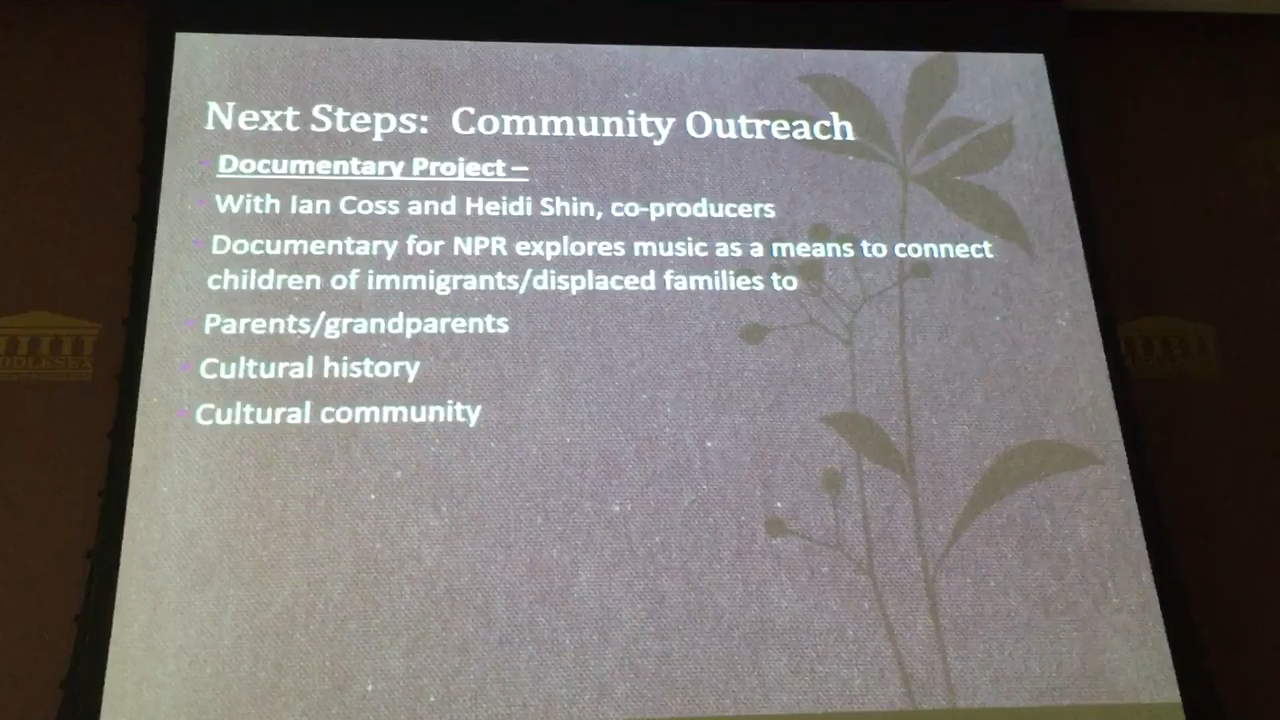 Next Steps: Community Outreach
Documentary Project –
With Ian Coss and Heidi Shin, co-producers
Documentary for NPR explores music as a means to connect
children of immigrants/displaced families to
Parents/grandparents
Cultural history
Cultural community